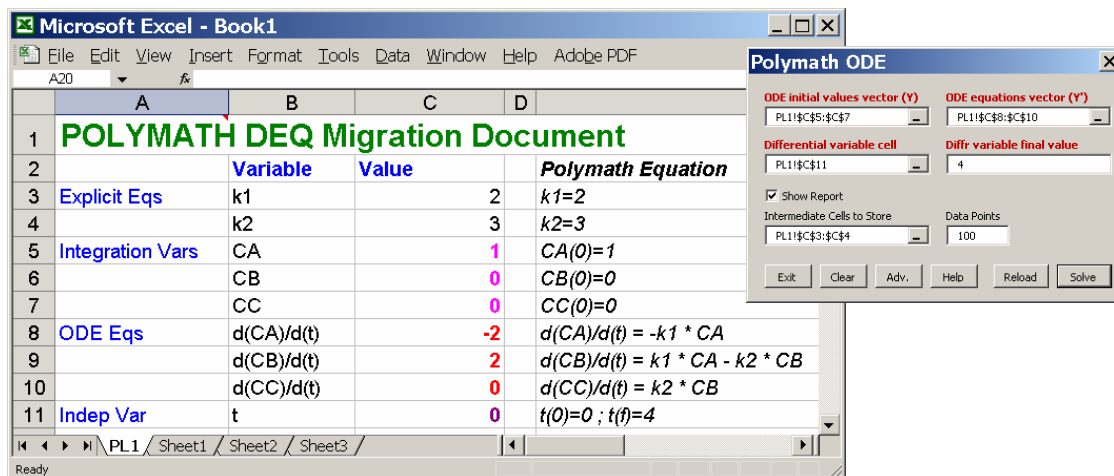 Microsoft Excel - Book1
File Edit View Insert Format Tools Data Window Help Adobe PDF
A20 fx
A B C D
1 POLYMATH DEQ Migration Document
2 Variable Value Polymath Equation
3 Explicit Eqs k1 2 k1=2
4 k2 3 k2=3
5 Integration Vars CA 1 CA(0)=1
6 CB 0 CB(0)=0
7 CC 0 CC(0)=0
8 ODE Eqs d(CA)/d(t) -2 d(CA)/d(t) = -k1 * CA
9 d(CB)/d(t) 2 d(CB)/d(t) = k1 * CA - k2 * CB
10 d(CC)/d(t) 0 d(CC)/d(t) = k2 * CB
11 Indep Var t 0 t(0)=0 ; t(f)=4
PL1 Sheet1 Sheet2 Sheet3
Ready
Polymath ODE
ODE initial values vector (Y) ODE equations vector (Y')
PL1!$C$5:$C$7 PL1!$C$8:$C$10
Differential variable cell Diffr variable final value
PL1!$C$11 4
Show Report
Intermediate Cells to Store Data Points
PL1!$C$3:$C$4 100
Exit Clear Adv. Help Reload Solve